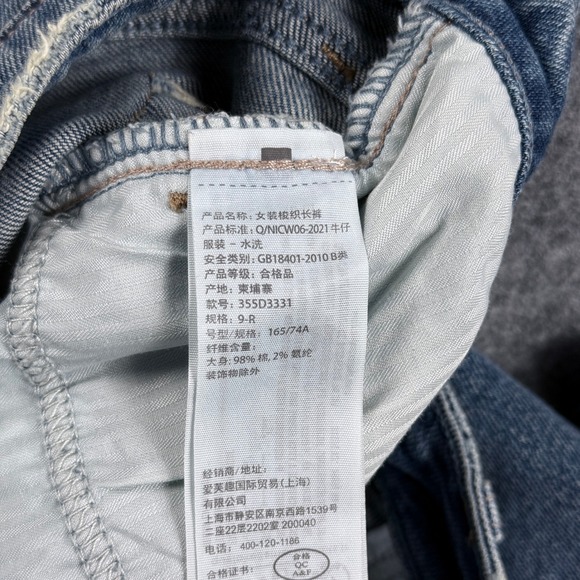 产品名称: 女装梭织长裤
产品标准: Q/NICW06-2021 牛仔
服装 - 水洗
安全类别: GB18401-2010 B类
产品等级: 合格品
产地: 柬埔寨
款号: 355D3331
规格: 9-R
号型/规格: 165/74A
纤维含量:
大身: 98% 棉, 2% 氨纶
装饰物除外
经销商/地址:
爱芙趣国际贸易(上海)
有限公司
上海市静安区南京西路1539号
二座22层2202室 200040
电话: 400-120-1186
合格证书:
合格
QC
A&F